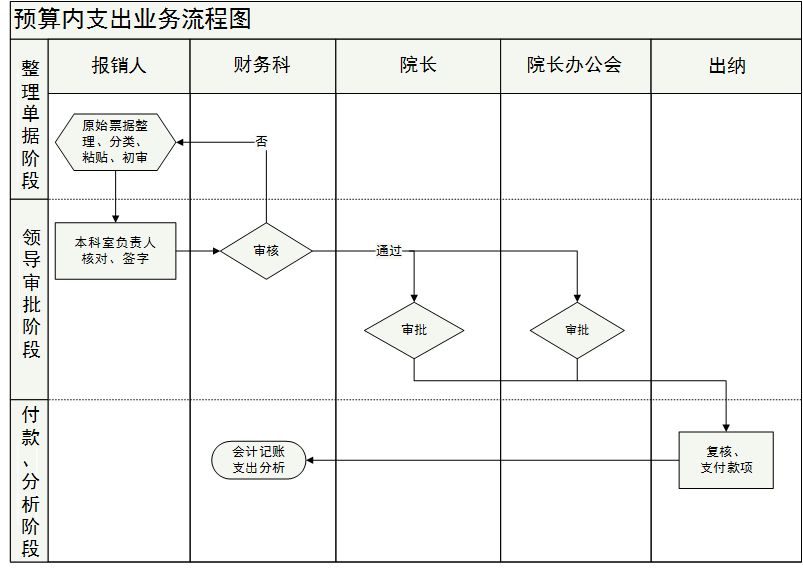 预算内支出业务流程图
报销人
财务科
院长
院长办公会
出纳
整理单据阶段
原始票据整
理、分类、
粘贴、初审
否
领导审批阶段
本科室负责人
核对、签字
审核
通过
审批
审批
付款、分析阶段
会计记账
支出分析
复核、
支付款项